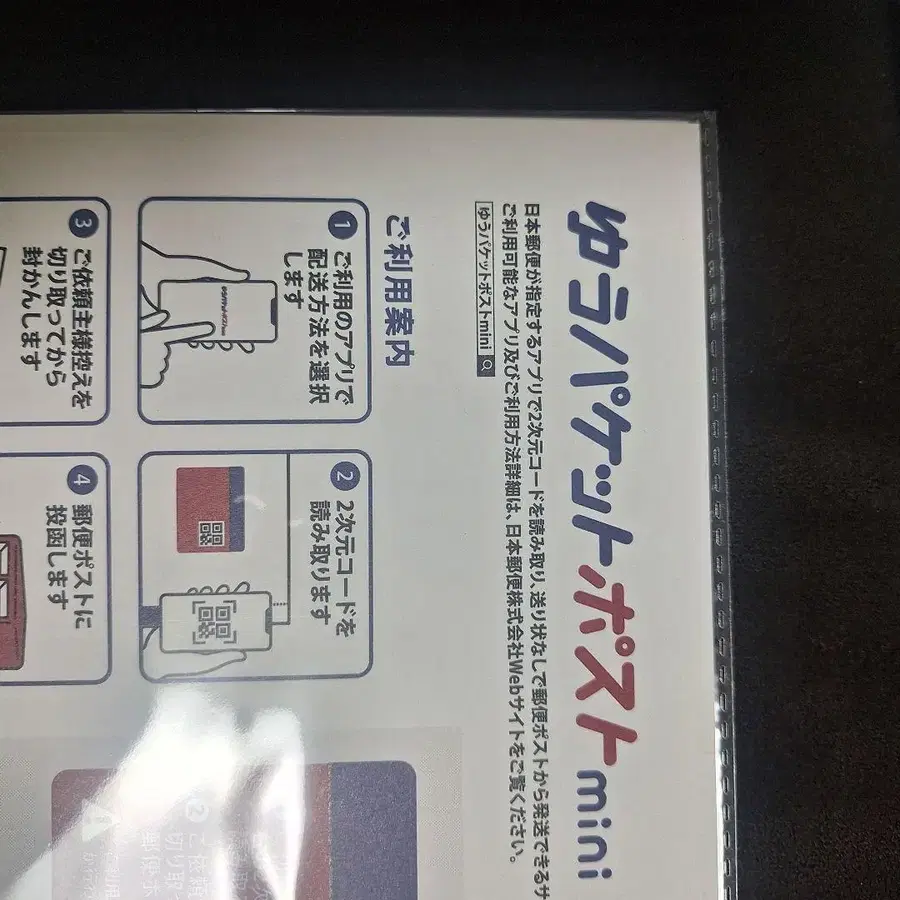 ゆうパケットポストmini
日本郵便が指定するアプリで2次元コードを読み取り、送り状なしで郵便ポストから発送できるサ
ご利用可能なアプリ及びご利用方法詳細は、日本郵便株式会社Webサイトをご覧ください。
ゆうパケットポストmini
ご利用案内
1 ご利用のアプリで
配送方法を選択
します
2 2次元コードを
読み取ります
3 ご依頼主様控えを
切り取ってから
封かんします
4 郵便ポストに
投函します
2 ご依頼
切り取